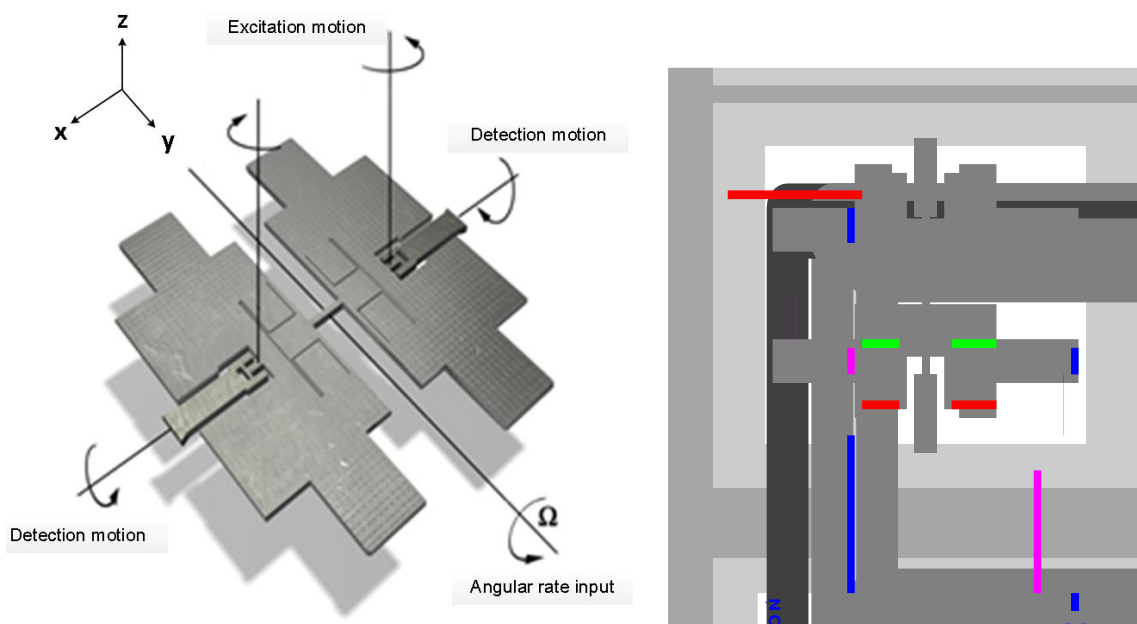 z
Excitation motion
x
y
Detection motion
Detection motion
Ω
Angular rate input